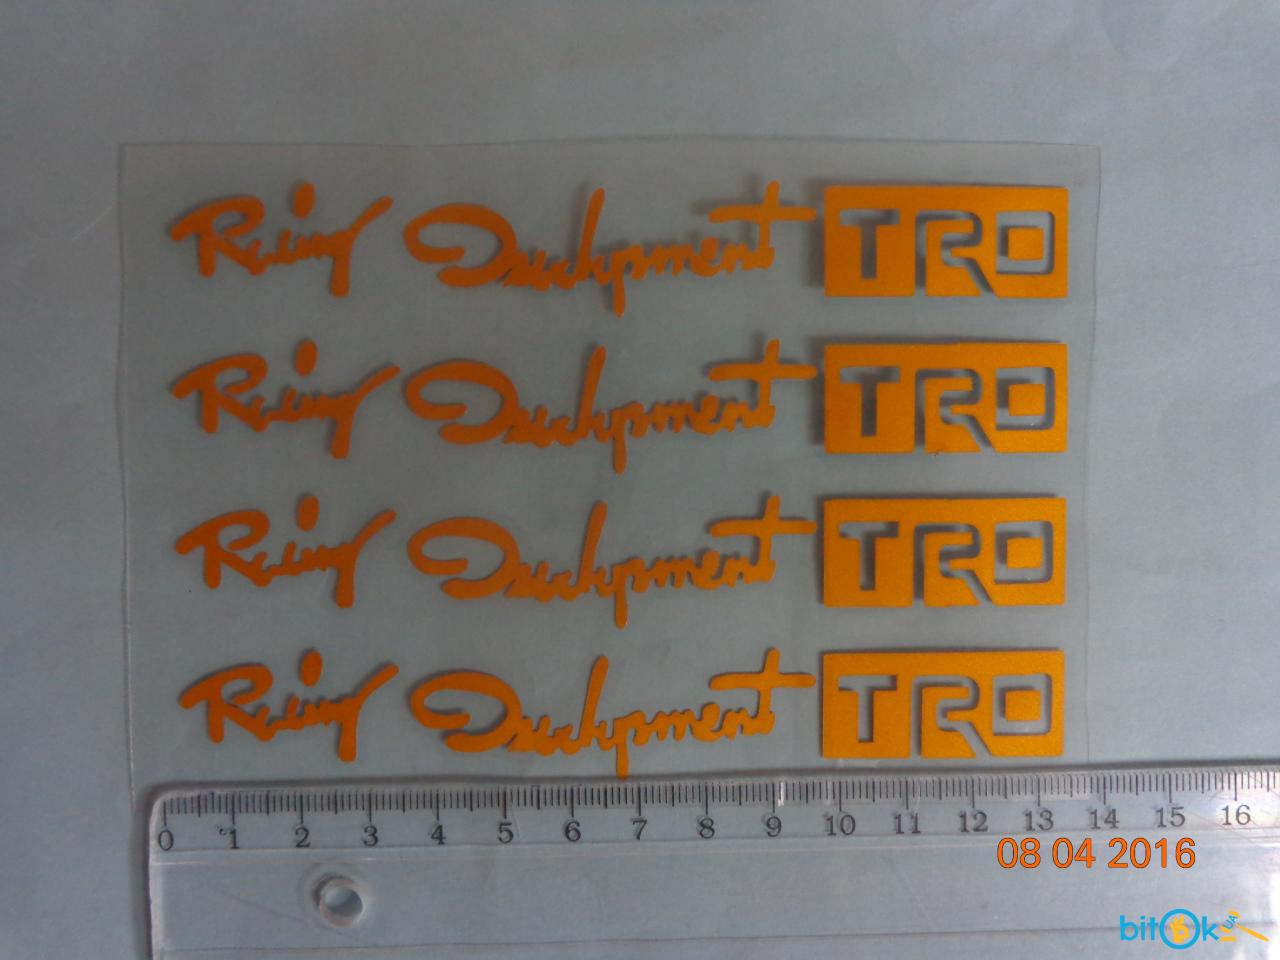 Racing Development TRD
Racing Development TRD
Racing Development TRD
Racing Development TRD
0 1 2 3 4 5 6 7 8 9 10 11 12 13 14 15 16
08 04 2016
bitOk.ua